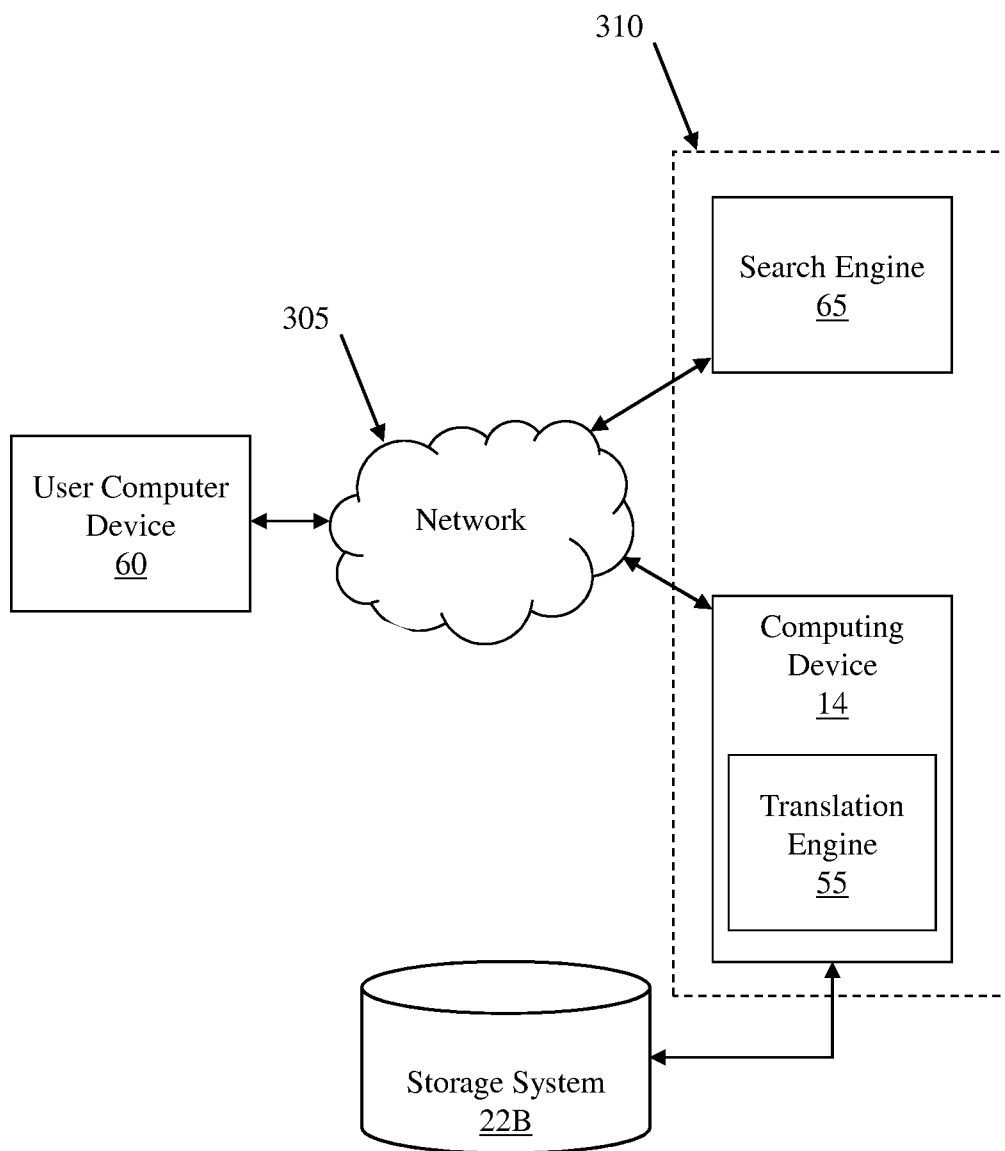 310
Search Engine
65
305
User Computer
Device
60
Network
Computing
Device
14
Translation
Engine
55
Storage System
22B